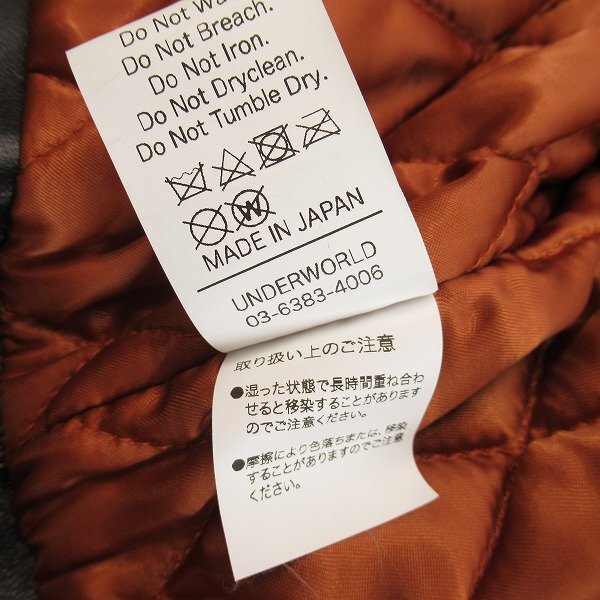 Do Not Wa
Do Not Breach.
Do Not Iron.
Do Not Dryclean.
Do Not Tumble Dry.
W
MADE IN JAPAN
UNDERWORLD
03-6383-4006
取り扱い上のご注意
●湿った状態で長時間重ね合わ
せると移染することがあります
のでご注意ください。
●摩擦により色落ちまたは、移染
することがありますのでご注意
ください。